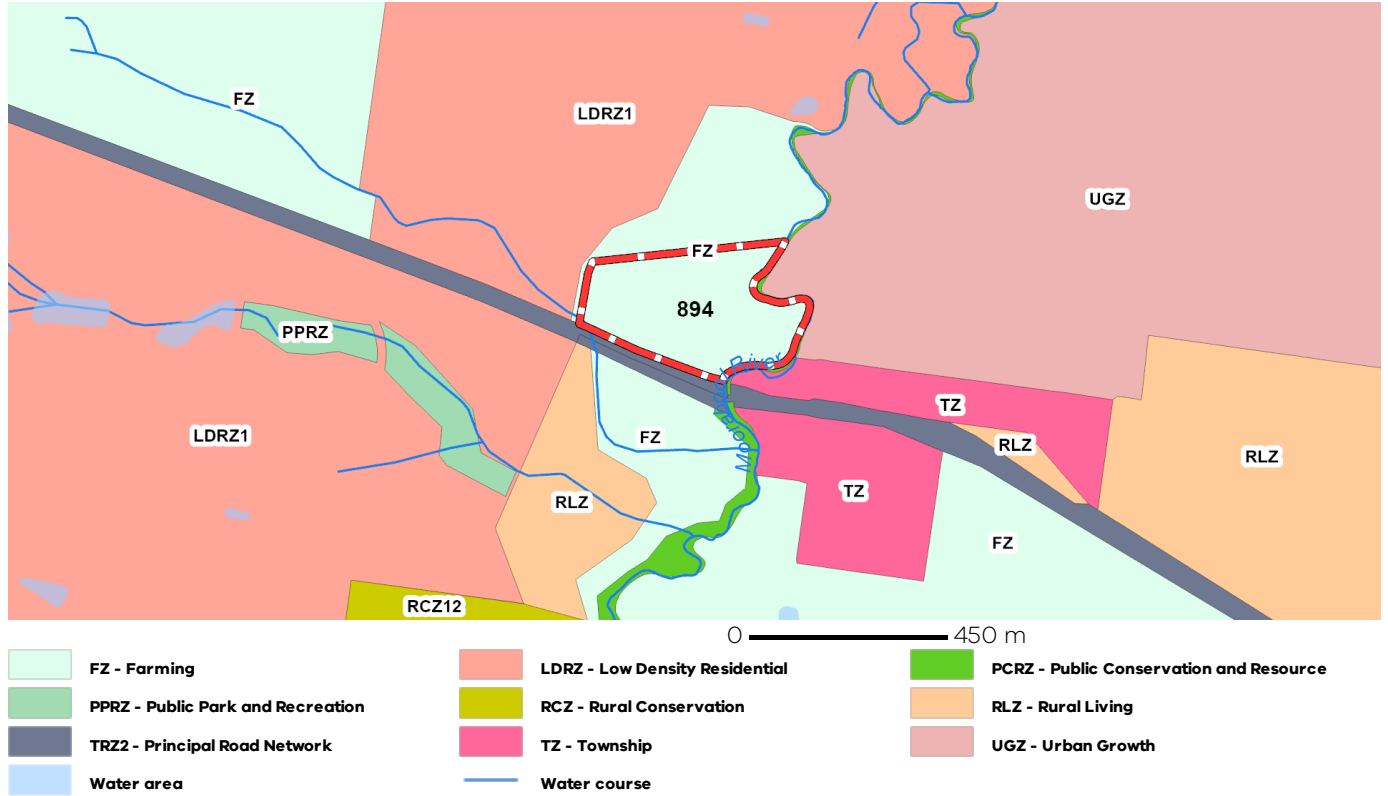 FZ
LDRZ1
UGZ
FZ
894
PPRZ
TZ
LDRZ1
FZ
RLZ
RLZ
TZ
RLZ
FZ
RCZ12
Moorabool River
0 450 m
FZ - Farming
LDRZ - Low Density Residential
PCRZ - Public Conservation and Resource
PPRZ - Public Park and Recreation
RCZ - Rural Conservation
RLZ - Rural Living
TRZ2 - Principal Road Network
TZ - Township
UGZ - Urban Growth
Water area
Water course